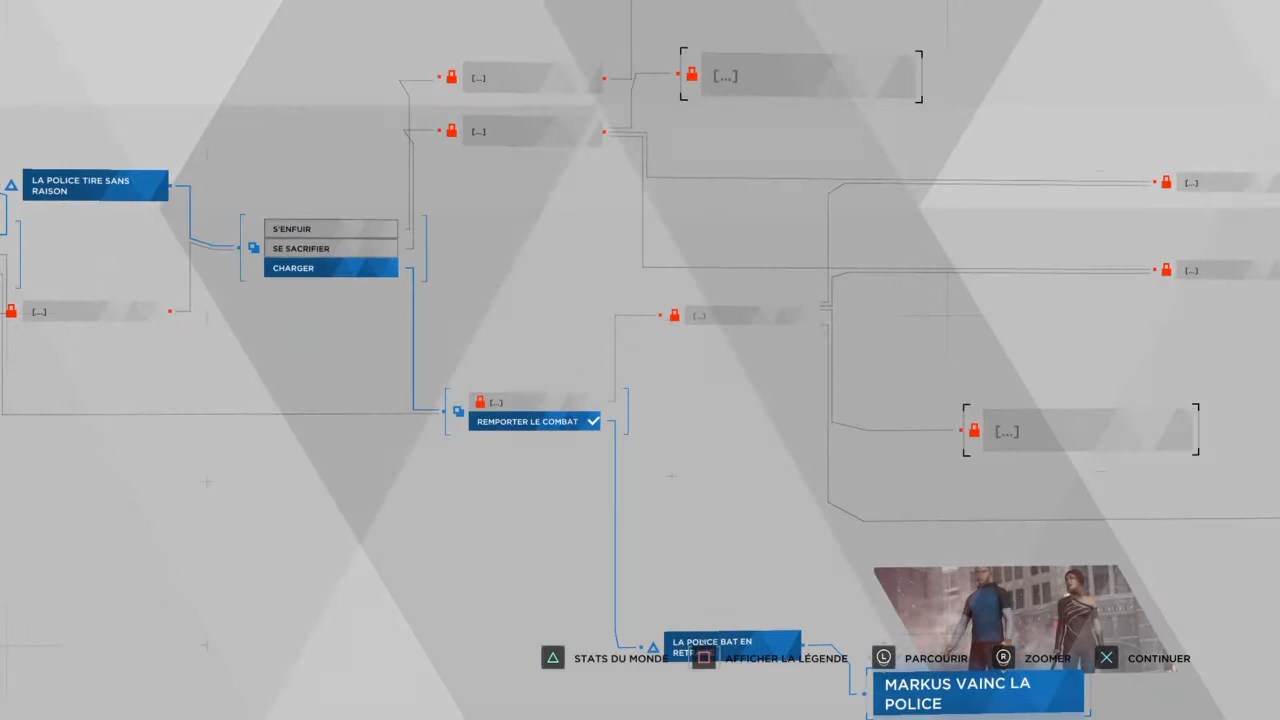 [...]
[...]
[...]
LA POLICE TIRE SANS
RAISON
[...]
S'ENFUIR
SE SACRIFIER
CHARGER
[...]
[...]
[...]
[...]
REMPORTER LE COMBAT
[...]
LA POLICE BAT EN
STATS DU MONDE
AFFICHER LA LÉGENDE
L
PARCOURIR
R
ZOOMER
CONTINUER
MARKUS VAINC LA
POLICE